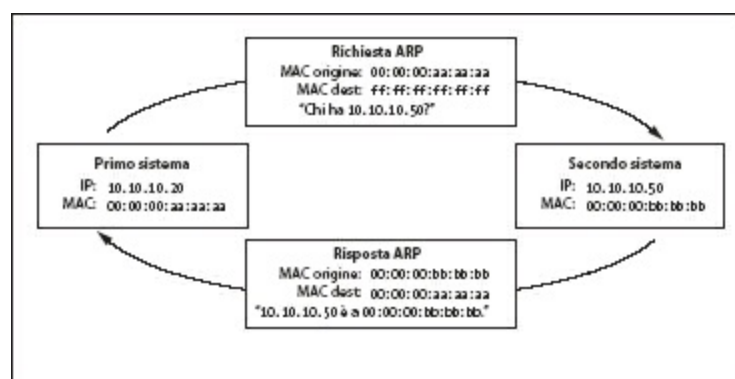 Richiesta ARP
MAC origine: 00:00:00:aa:aa:aa
MAC dest: ff:ff:ff:ff:ff:ff
"Chi ha 10.10.10.50?"
Primo sistema
IP: 10.10.10.20
MAC: 00:00:00:aa:aa:aa
Secondo sistema
IP: 10.10.10.50
MAC: 00:00:00:bb:bb:bb
Risposta ARP
MAC origine: 00:00:00:bb:bb:bb
MAC dest: 00:00:00:aa:aa:aa
"10.10.10.50 è a 00:00:00:bb:bb:bb."